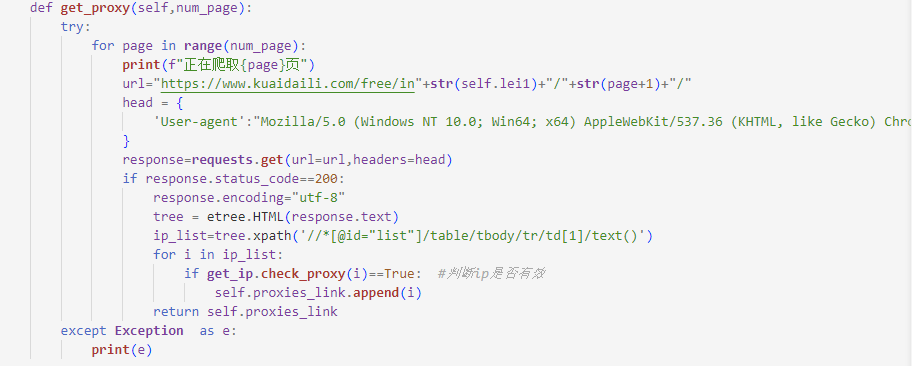 def get_proxy(self,num_page):
    try:
        for page in range(num_page):
            print(f"正在爬取{page}页")
            url="https://www.kuaidaili.com/free/in"+str(self.lei1)+"/"+str(page+1)+"/"
            head = {
                'User-agent':"Mozilla/5.0 (Windows NT 10.0; Win64; x64) AppleWebKit/537.36 (KHTML, like Gecko) Chr
            }
            response=requests.get(url=url,headers=head)
            if response.status_code==200:
                response.encoding="utf-8"
                tree = etree.HTML(response.text)
                ip_list=tree.xpath('//*[@id="list"]/table/tbody/tr/td[1]/text()')
                for i in ip_list:
                    if get_ip.check_proxy(i)==True:  #判断ip是否有效
                        self.proxies_link.append(i)
                return self.proxies_link
    except Exception  as e:
        print(e)